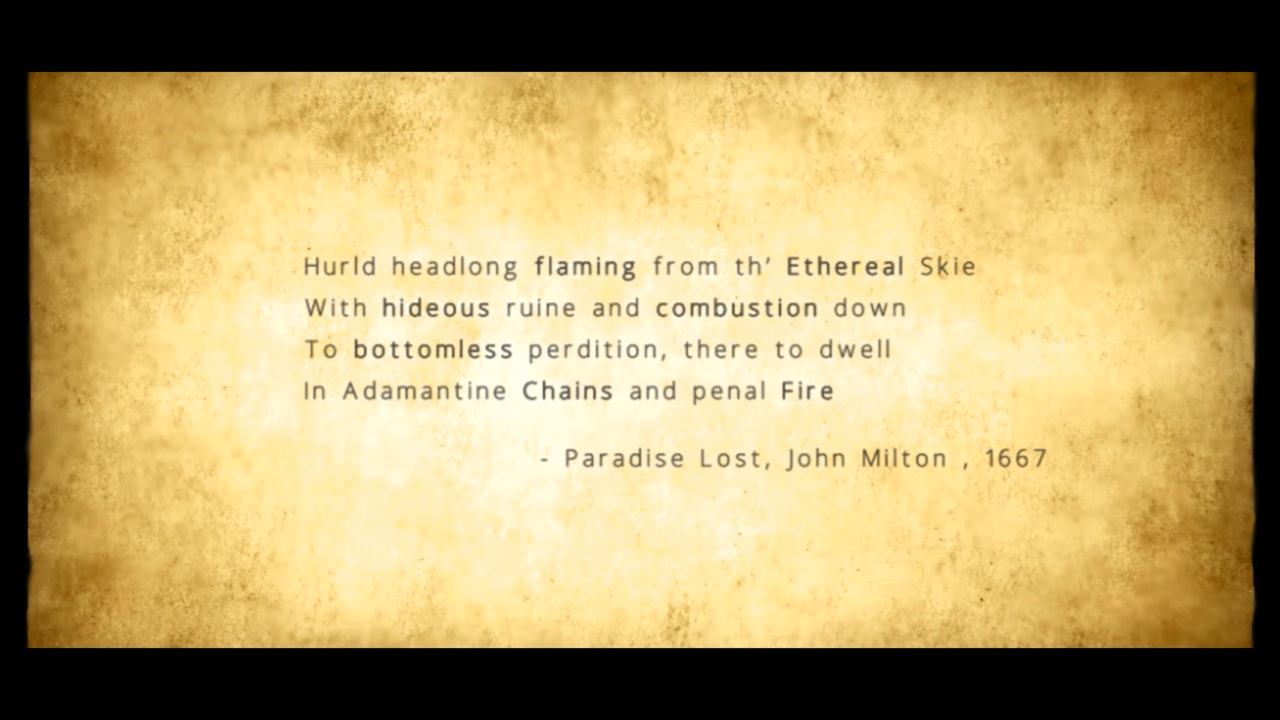 Hurld headlong flaming from th’ Ethereal Skie
With hideous ruine and combustion down
To bottomless perdition, there to dwell
In Adamantine Chains and penal Fire
- Paradise Lost, John Milton , 1667